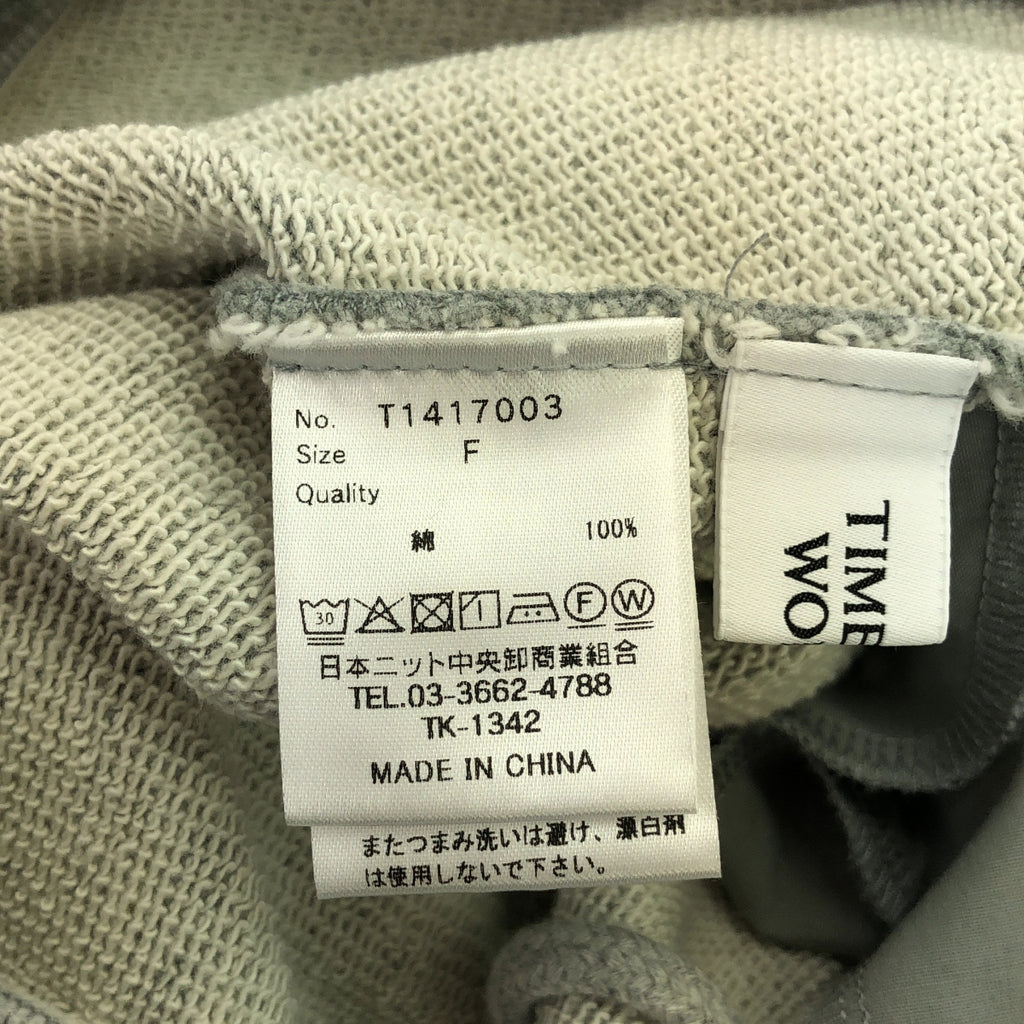 No. T1417003
Size F
Quality
綿 100%
30 F W
日本ニット中央卸商業組合
TEL.03-3662-4788
TK-1342
MADE IN CHINA
またつまみ洗いは避け、漂白剤
は使用しないで下さい。
TIME
WO